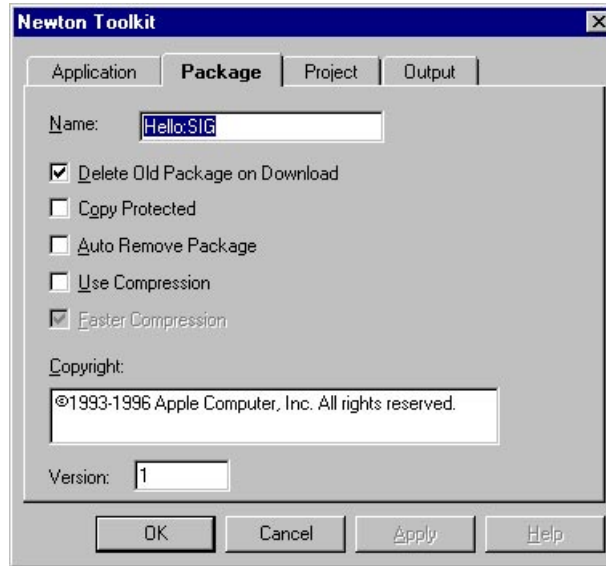 Newton Toolkit
Application Package Project Output
Name: Hello:SIG
Delete Old Package on Download
Copy Protected
Auto Remove Package
Use Compression
Faster Compression
Copyright:
©1993-1996 Apple Computer, Inc. All rights reserved.
Version: 1
OK Cancel Apply Help